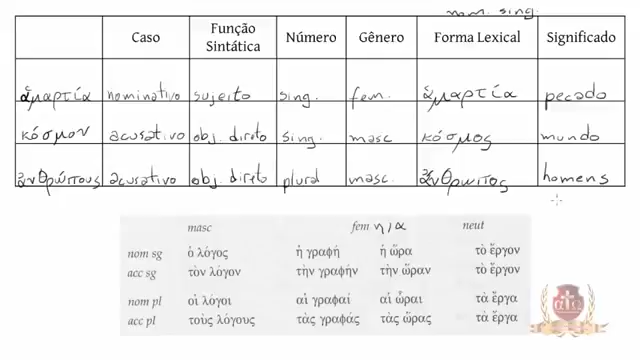 nom. sing.
Caso Função Sintática Número Gênero Forma Lexical Significado
ἁμαρτία nominativo sujeito sing. fem. ἁμαρτία pecado
κόσμον acusativo obj. direto sing. masc κόσμος mundo
ἄνθρώπους acusativo obj. direto plural masc. ἄνθρωπος homens
masc fem η/α neut
nom sg ὁ λόγος ἡ γραφή ἡ ὥρα τὸ ἔργον
acc sg τὸν λόγον τὴν γραφήν τὴν ὥραν τὸ ἔργον
nom pl οἱ λόγοι αἱ γραφαί αἱ ὧραι τὰ ἔργα
acc pl τοὺς λόγους τὰς γραφάς τὰς ὥρας τὰ ἔργα